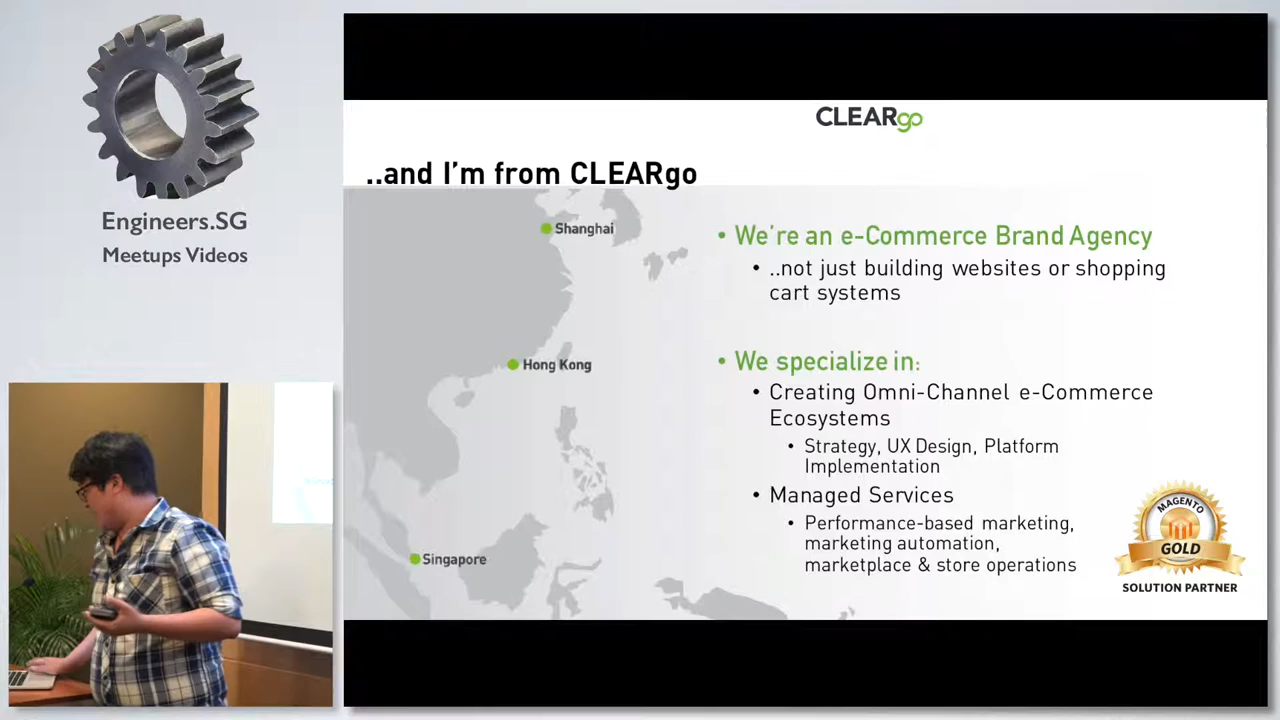 Engineers.SG
Meetups Videos
CLEARgo
..and I'm from CLEARgo
Shanghai
Hong Kong
Singapore
• We're an e-Commerce Brand Agency
• ..not just building websites or shopping
cart systems
• We specialize in:
• Creating Omni-Channel e-Commerce
Ecosystems
• Strategy, UX Design, Platform
Implementation
• Managed Services
• Performance-based marketing,
marketing automation,
marketplace & store operations
MAGENTO
GOLD
SOLUTION PARTNER